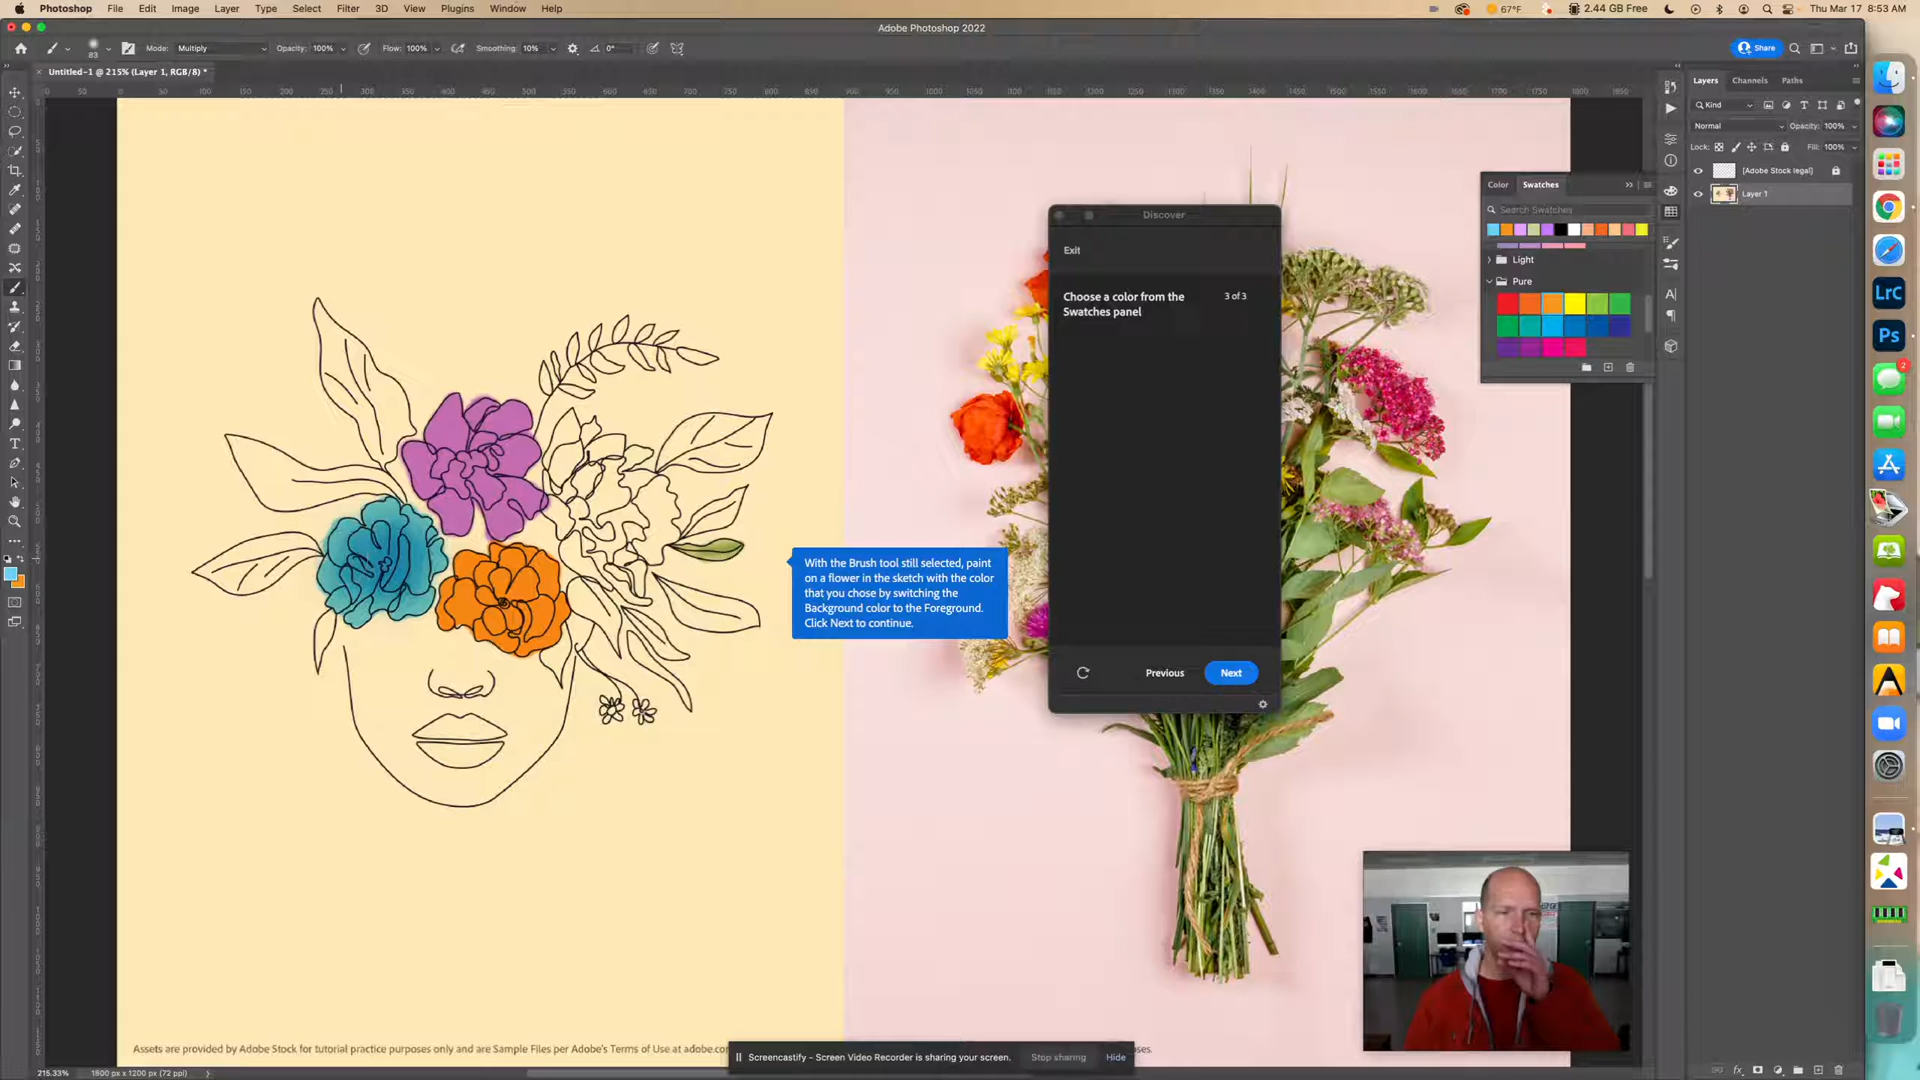 Photoshop File Edit Image Layer Type Select Filter 3D View Plugins Window Help
67°F 2.44 GB Free Thu Mar 17 8:53 AM
Adobe Photoshop 2022
83 Mode: Multiply Opacity: 100% Flow: 100% Smoothing: 10% 0° Share
Untitled-1 @ 215% (Layer 1, RGB/8) *
Layers Channels Paths
Kind
Normal Opacity: 100%
Lock: Fill: 100%
[Adobe Stock legal]
Layer 1
Color Swatches
Search Swatches
Light
Pure
Discover
Exit
Choose a color from the 3 of 3
Swatches panel
With the Brush tool still selected, paint
on a flower in the sketch with the color
that you chose by switching the
Background color to the Foreground.
Click Next to continue.
Previous Next
LrC
Ps
2
Assets are provided by Adobe Stock for tutorial practice purposes only and are Sample Files per Adobe's Terms of Use at adobe.co
Screencastify - Screen Video Recorder is sharing your screen. Stop sharing Hide
215.33% 1800 px x 1200 px (72 ppi)